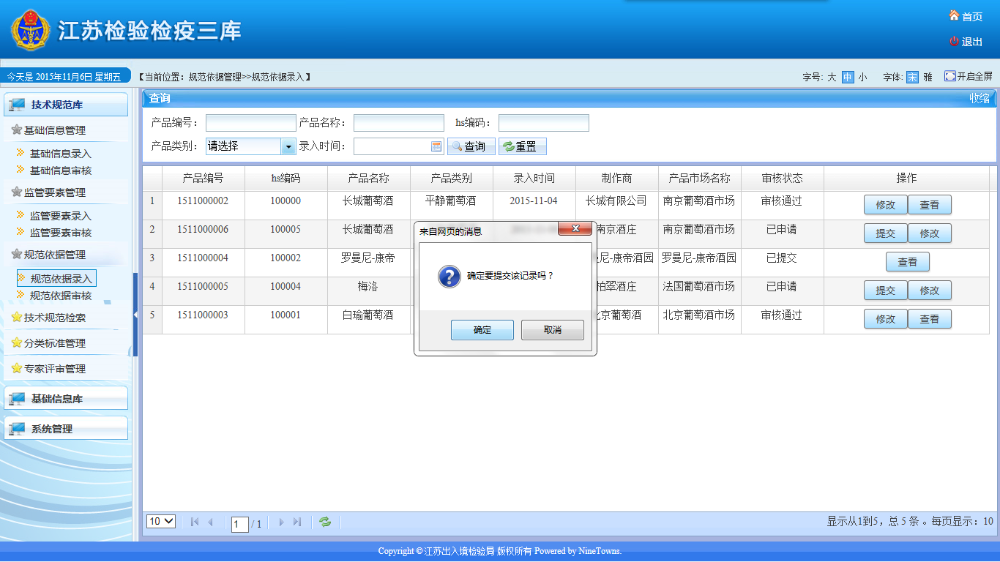 江苏检验检疫三库
首页
退出
今天是 2015年11月6日 星期五
【当前位置：规范依据管理>>规范依据录入】
字号: 大 中 小 字体: 宋 雅 开启全屏
技术规范库
基础信息管理
基础信息录入
基础信息审核
监管要素管理
监管要素录入
监管要素审核
规范依据管理
规范依据录入
规范依据审核
技术规范检索
分类标准管理
专家评审管理
基础信息库
系统管理
查询 收缩
产品编号： 产品名称： hs编码：
产品类别： 请选择 录入时间： 查询 重置
产品编号 hs编码 产品名称 产品类别 录入时间 制作商 产品市场名称 审核状态 操作
1 1511000002 100000 长城葡萄酒 平静葡萄酒 2015-11-04 长城有限公司 南京葡萄酒市场 审核通过 修改 查看
2 1511000006 100005 长城葡萄酒 南京酒庄 南京葡萄酒市场 已申请 提交 修改
3 1511000004 100002 罗曼尼-康帝 尼-康帝酒园 罗曼尼-康帝酒园 已提交 查看
4 1511000005 100004 梅洛 柏翠酒庄 法国葡萄酒市场 已申请 提交 修改
5 1511000003 100001 白瑜葡萄酒 北京葡萄酒 北京葡萄酒市场 审核通过 修改 查看
来自网页的消息
确定要提交该记录吗？
确定 取消
10 1 / 1 显示从1到5，总 5 条 。每页显示：10
Copyright © 江苏出入境检验局 版权所有 Powered by NineTowns.